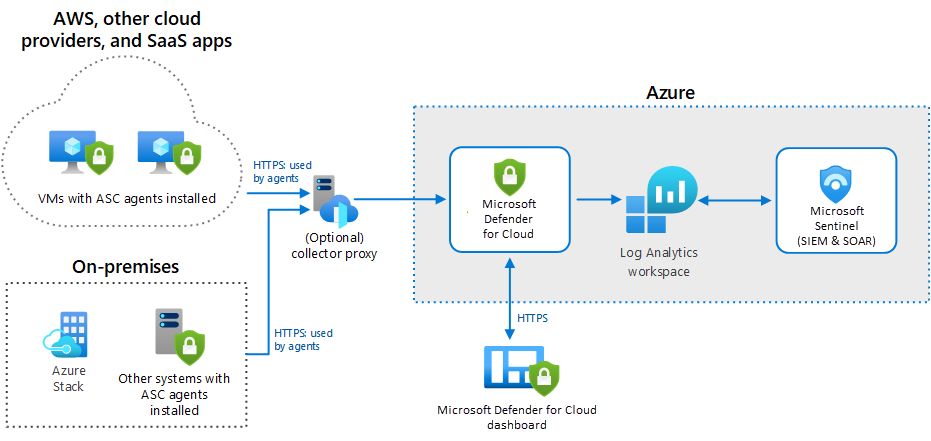 AWS, other cloud
providers, and SaaS apps
VMs with ASC agents installed
HTTPS: used
by agents
(Optional)
collector proxy
On-premises
Azure
Stack
Other systems with
ASC agents
installed
HTTPS: used
by agents
Azure
Microsoft
Defender
for Cloud
Log Analytics
workspace
Microsoft
Sentinel
(SIEM & SOAR)
HTTPS
Microsoft Defender for Cloud
dashboard